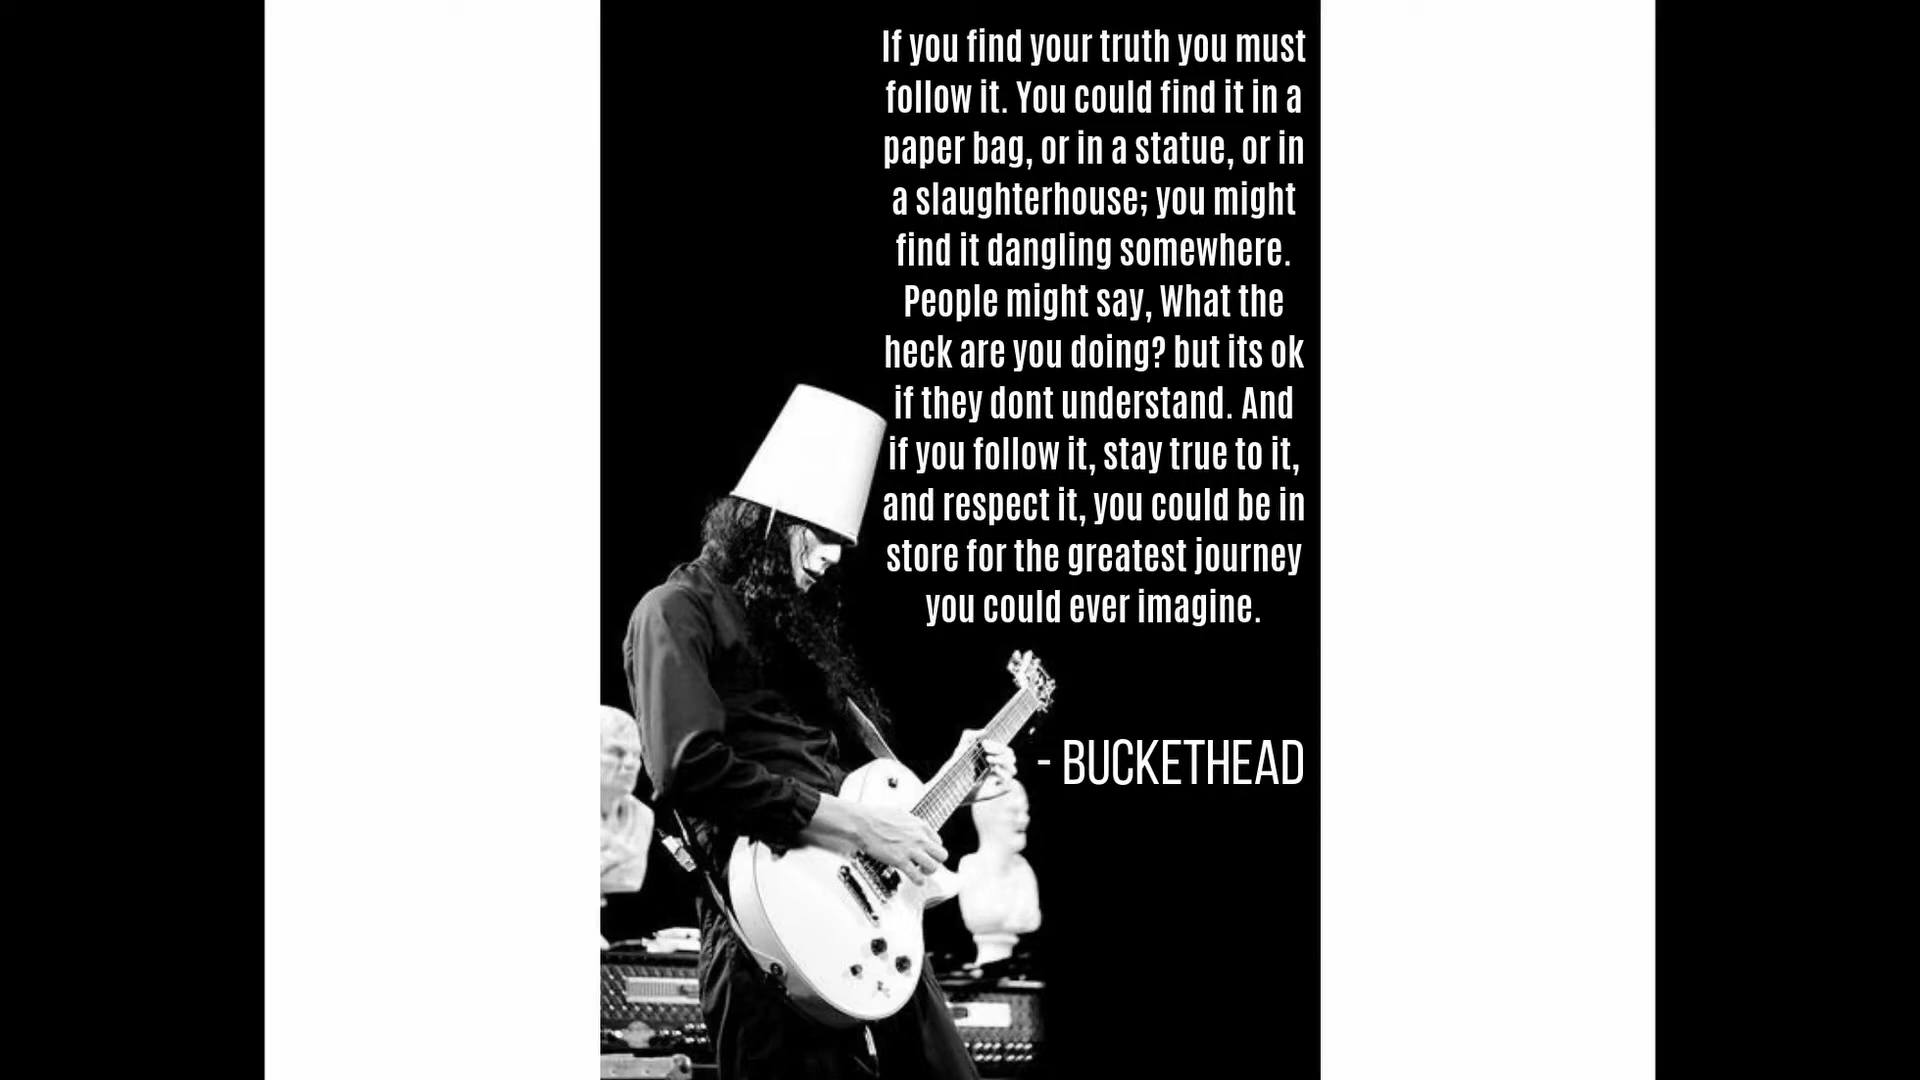 If you find your truth you must
follow it. You could find it in a
paper bag, or in a statue, or in
a slaughterhouse; you might
find it dangling somewhere.
People might say, What the
heck are you doing? but its ok
if they dont understand. And
if you follow it, stay true to it,
and respect it, you could be in
store for the greatest journey
you could ever imagine.
- BUCKETHEAD